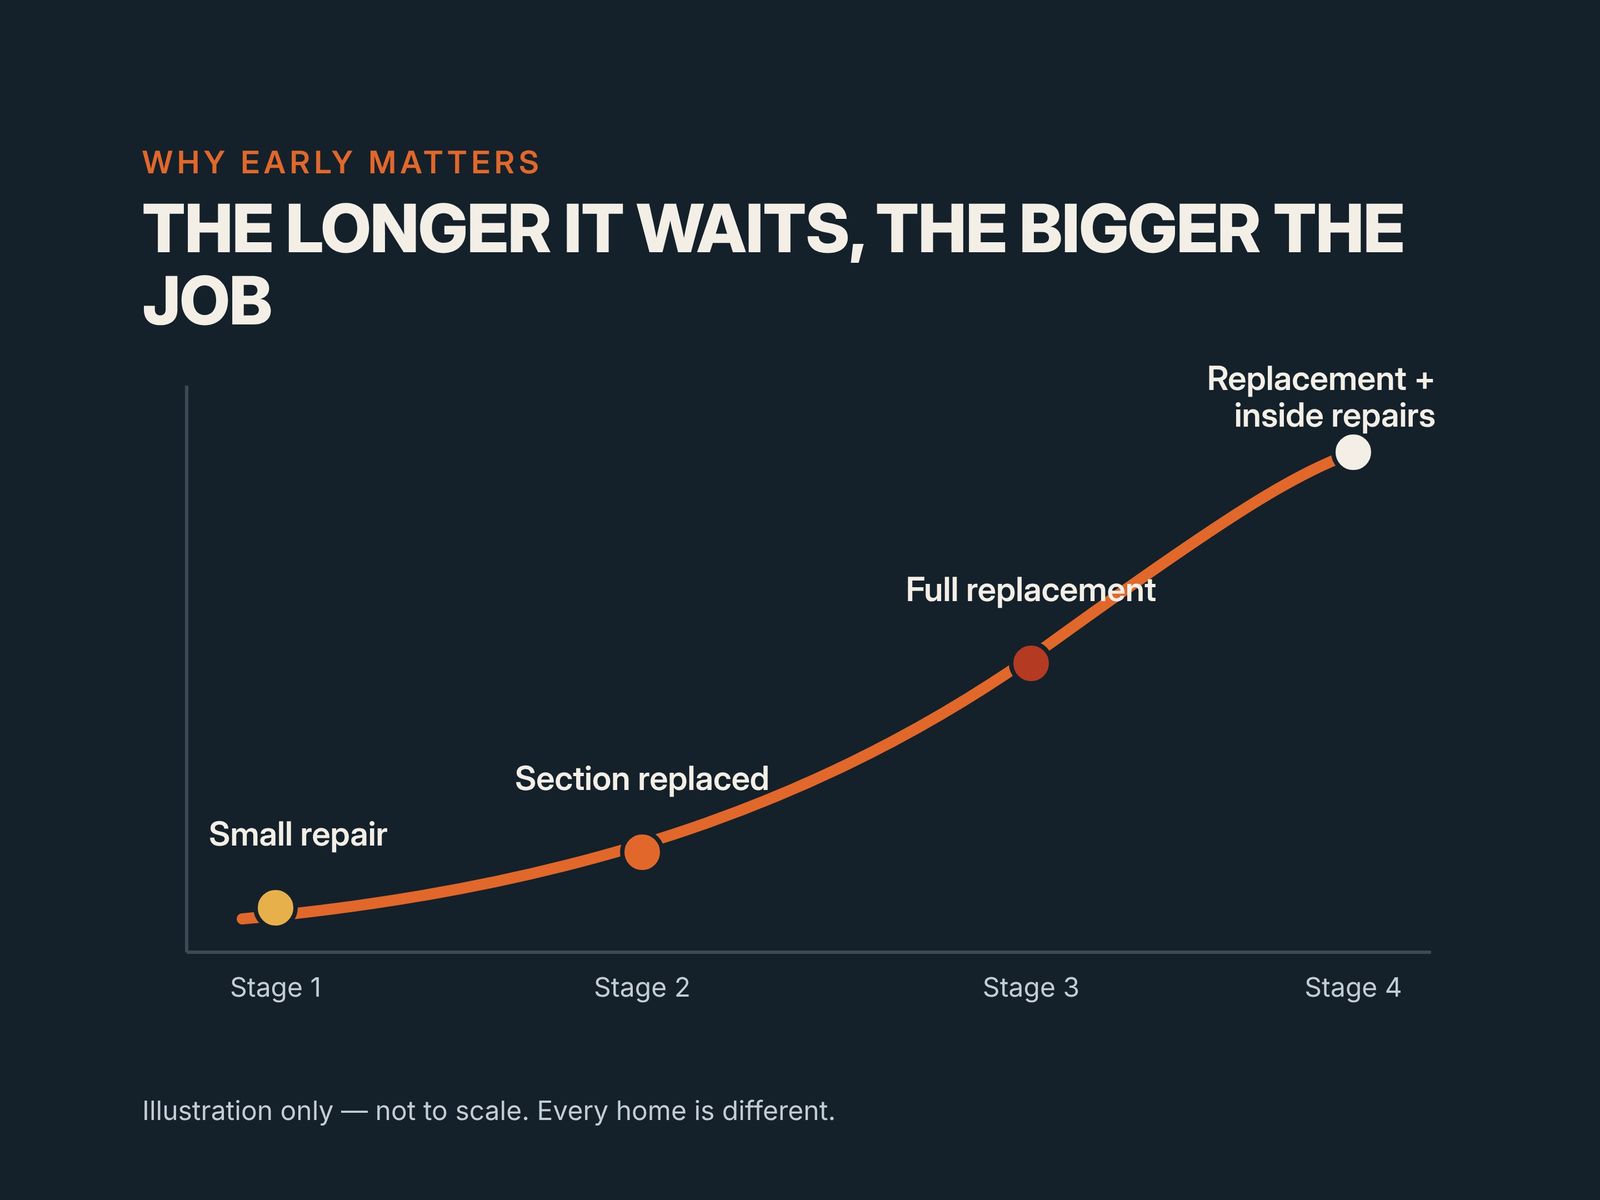 WHY EARLY MATTERS
THE LONGER IT WAITS, THE BIGGER THE
JOB
Replacement +
inside repairs
Full replacement
Section replaced
Small repair
Stage 1
Stage 2
Stage 3
Stage 4
Illustration only — not to scale. Every home is different.